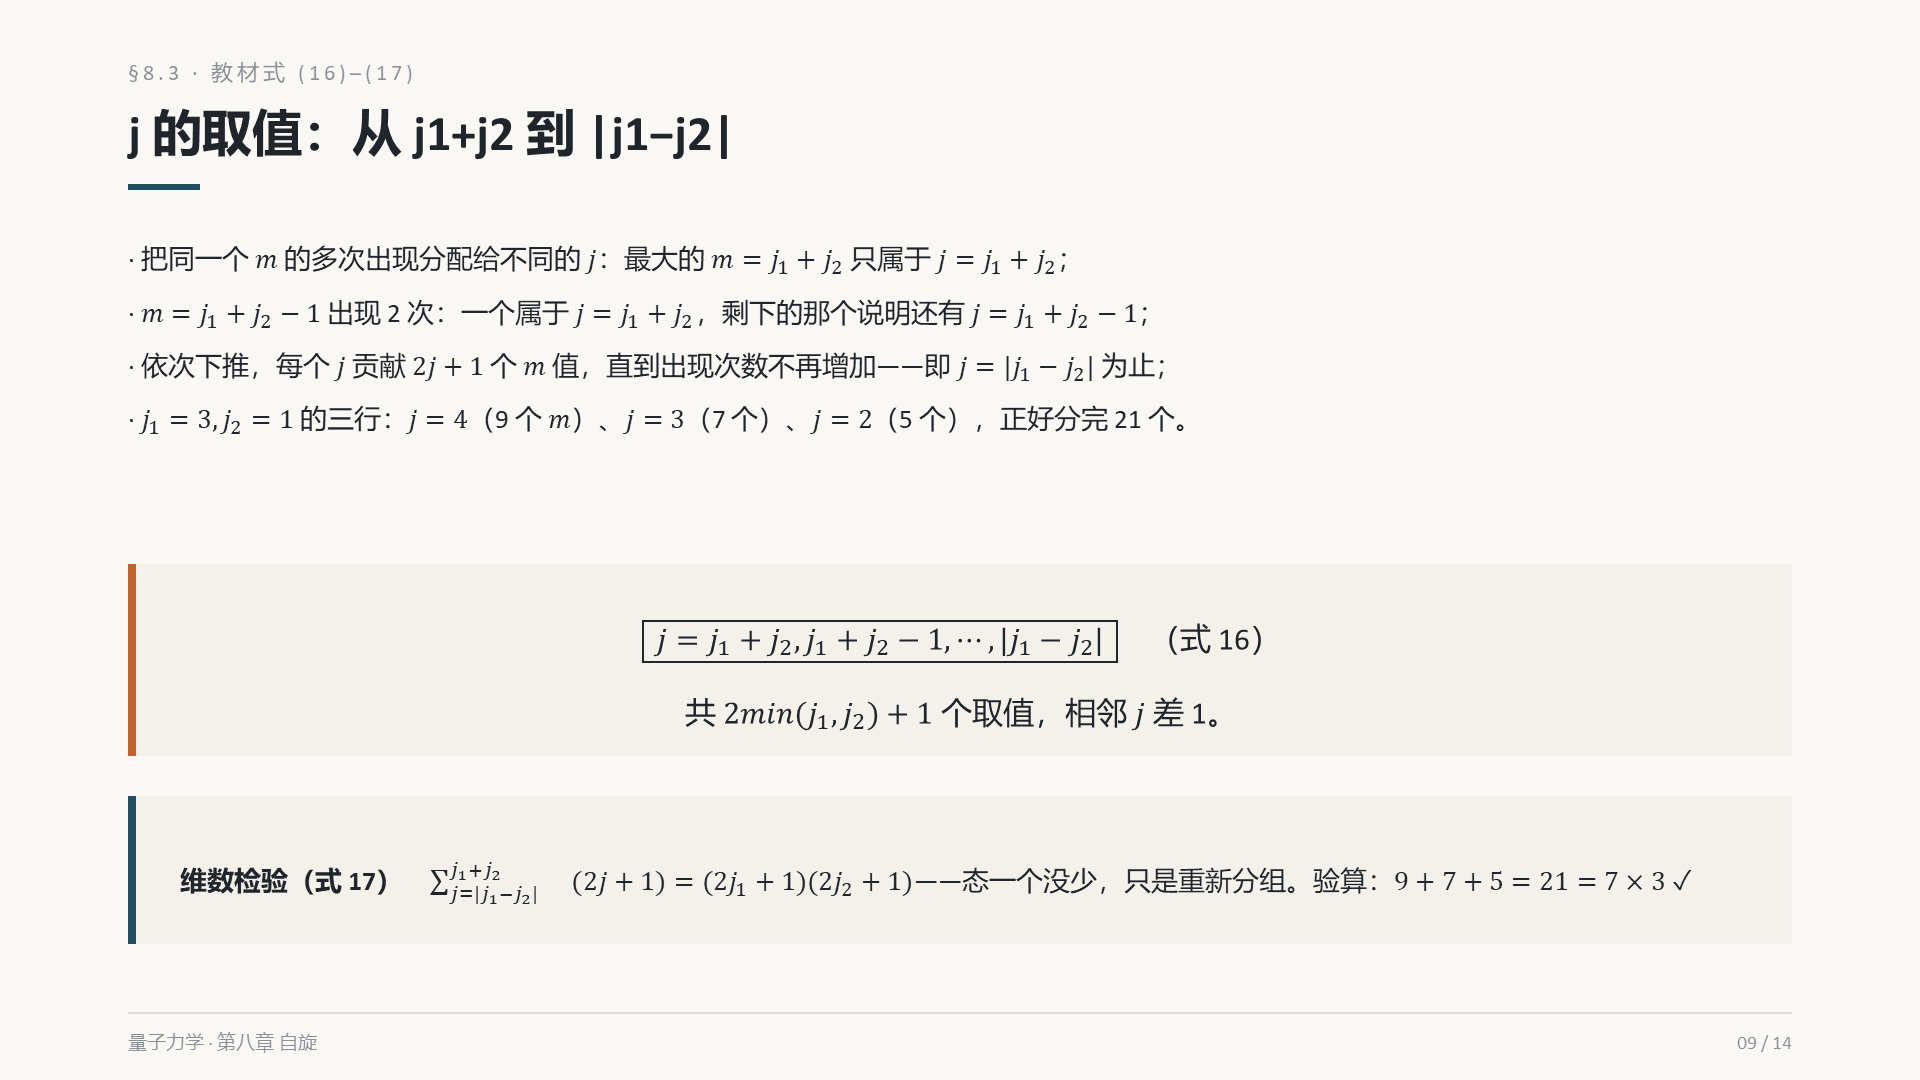 §8.3 · 教材式 (16)–(17)
j 的取值：从 j1+j2 到 |j1−j2|
· 把同一个 m 的多次出现分配给不同的 j：最大的 m = j₁ + j₂ 只属于 j = j₁ + j₂；
· m = j₁ + j₂ − 1 出现 2 次：一个属于 j = j₁ + j₂，剩下的那个说明还有 j = j₁ + j₂ − 1；
· 依次下推，每个 j 贡献 2j + 1 个 m 值，直到出现次数不再增加——即 j = |j₁ − j₂| 为止；
· j₁ = 3, j₂ = 1 的三行：j = 4（9 个 m）、j = 3（7 个）、j = 2（5 个），正好分完 21 个。
j = j₁ + j₂, j₁ + j₂ − 1, ⋯, |j₁ − j₂| （式 16）
共 2min(j₁, j₂) + 1 个取值，相邻 j 差 1。
维数检验（式 17） ∑_{j=|j₁−j₂|}^{j₁+j₂} (2j + 1) = (2j₁ + 1)(2j₂ + 1)——态一个没少，只是重新分组。验算：9 + 7 + 5 = 21 = 7 × 3 ✓
量子力学 · 第八章 自旋
09 / 14